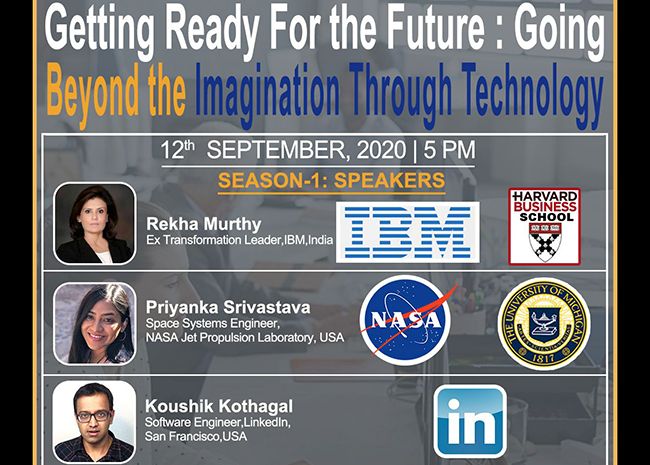 Getting Ready For the Future : Going
Beyond the Imagination Through Technology
12th SEPTEMBER, 2020 | 5 PM
SEASON-1: SPEAKERS
Rekha Murthy
Ex Transformation Leader,IBM,India
IBM
HARVARD
BUSINESS
SCHOOL
Priyanka Srivastava
Space Systems Engineer,
NASA Jet Propulsion Laboratory, USA
NASA
THE UNIVERSITY OF MICHIGAN
1817
Koushik Kothagal
Software Engineer,LinkedIn,
San Francisco,USA
in